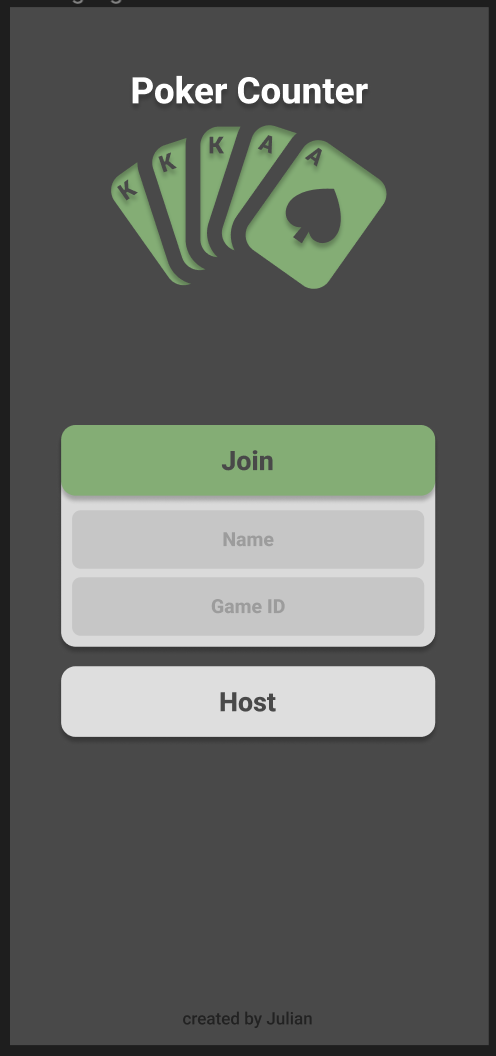 Poker Counter
K K K A A
Join
Name
Game ID
Host
created by Julian